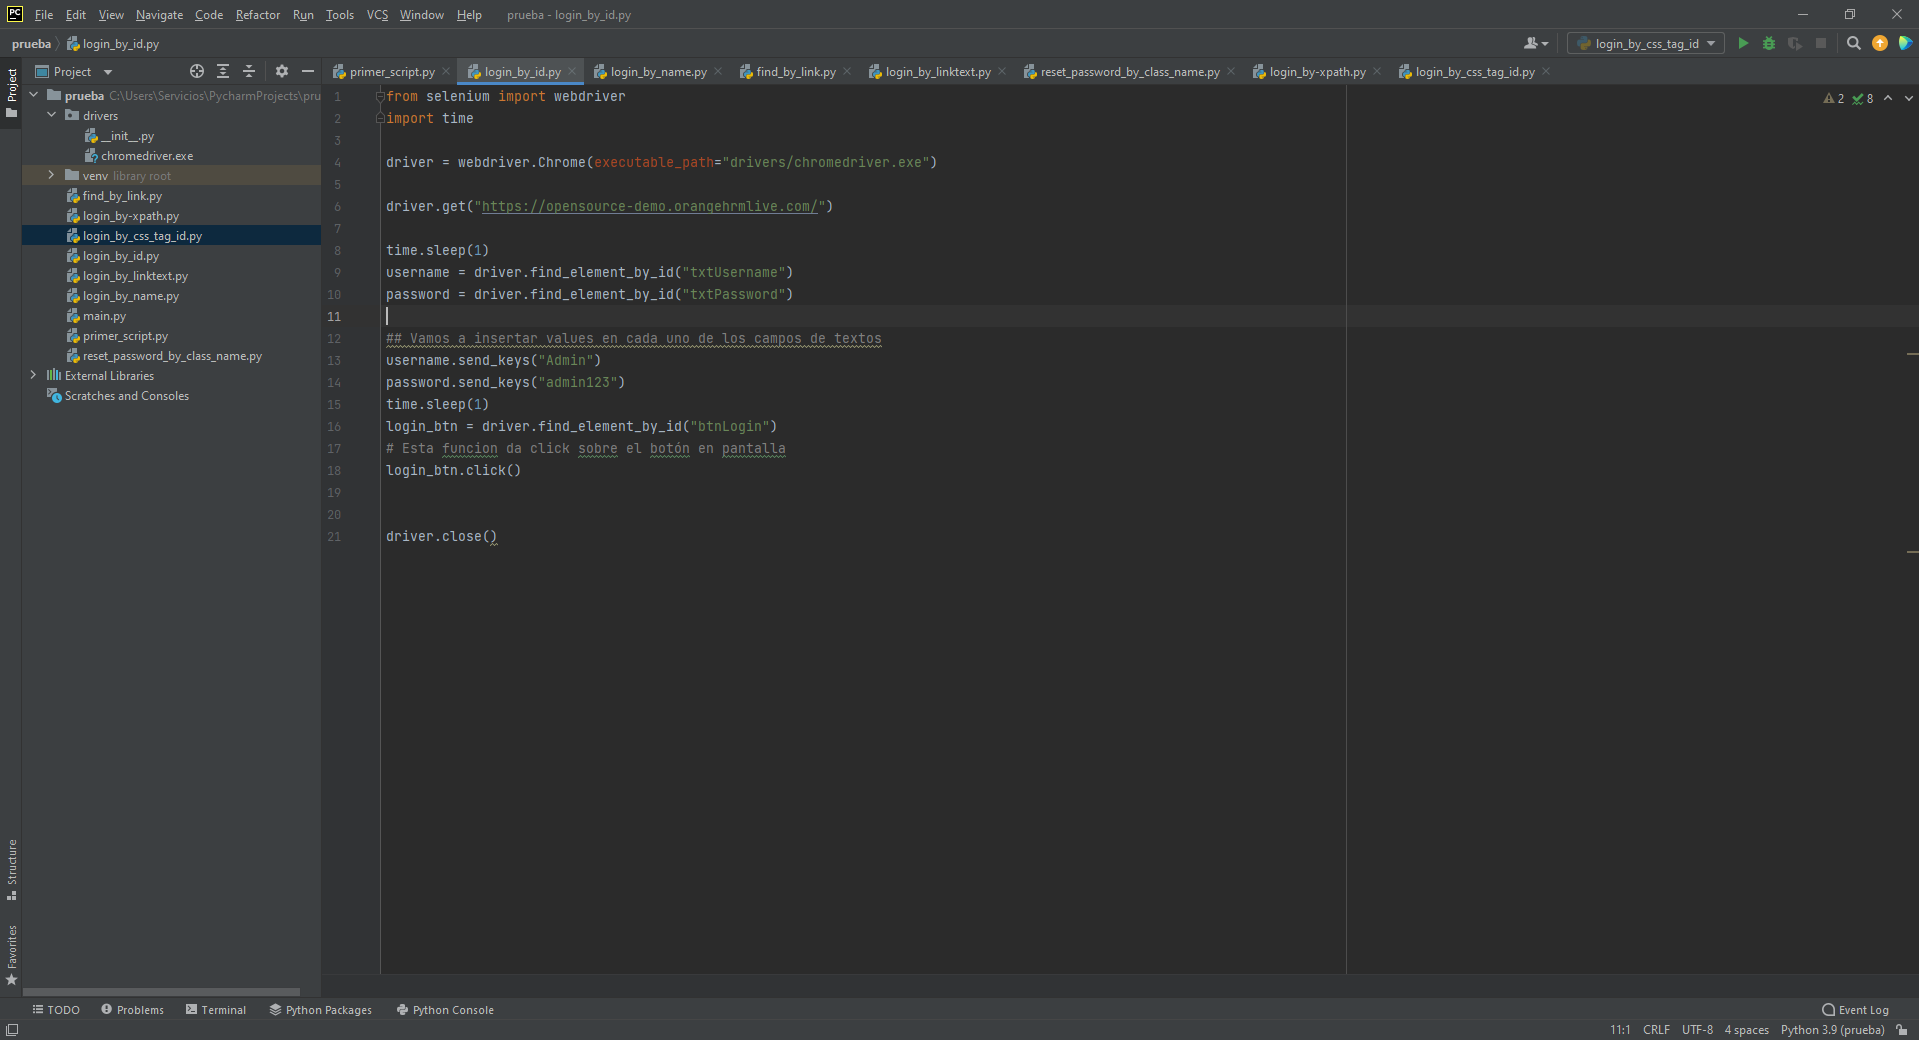 PC File Edit View Navigate Code Refactor Run Tools VCS Window Help prueba - login_by_id.py
prueba login_by_id.py login_by_css_tag_id
Project
Project
primer_script.py login_by_id.py login_by_name.py find_by_link.py login_by_linktext.py reset_password_by_class_name.py login_by-xpath.py login_by_css_tag_id.py
prueba C:\Users\Servicios\PycharmProjects\pru
drivers
__init__.py
chromedriver.exe
venv library root
find_by_link.py
login_by-xpath.py
login_by_css_tag_id.py
login_by_id.py
login_by_linktext.py
login_by_name.py
main.py
primer_script.py
reset_password_by_class_name.py
External Libraries
Scratches and Consoles
2 8
1 from selenium import webdriver
2 import time
3
4 driver = webdriver.Chrome(executable_path="drivers/chromedriver.exe")
5
6 driver.get("https://opensource-demo.orangehrmlive.com/")
7
8 time.sleep(1)
9 username = driver.find_element_by_id("txtUsername")
10 password = driver.find_element_by_id("txtPassword")
11
12 ## Vamos a insertar values en cada uno de los campos de textos
13 username.send_keys("Admin")
14 password.send_keys("admin123")
15 time.sleep(1)
16 login_btn = driver.find_element_by_id("btnLogin")
17 # Esta funcion da click sobre el botón en pantalla
18 login_btn.click()
19
20
21 driver.close()
Structure
Favorites
TODO Problems Terminal Python Packages Python Console Event Log
11:1 CRLF UTF-8 4 spaces Python 3.9 (prueba)